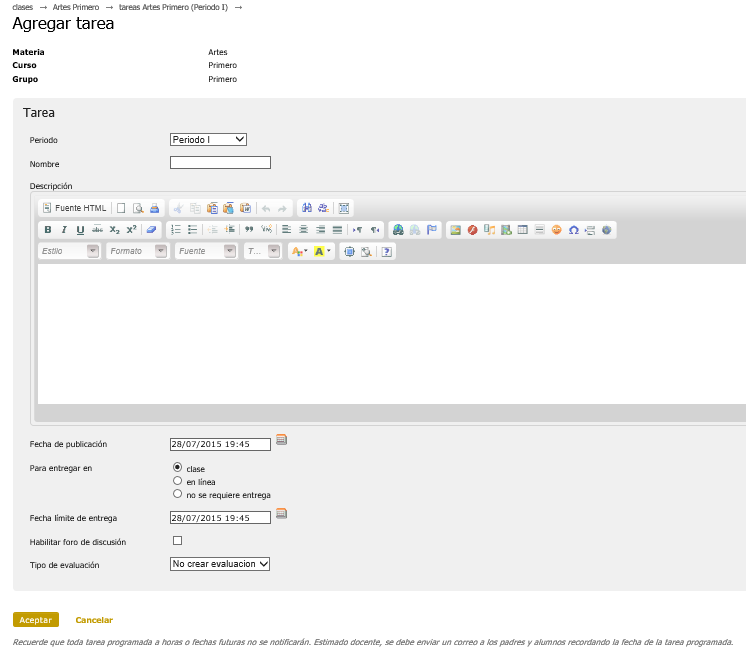 clases → Artes Primero → tareas Artes Primero (Periodo I) →
Agregar tarea
Materia Artes
Curso Primero
Grupo Primero
Tarea
Periodo Periodo I
Nombre
Descripción
Fuente HTML
B I U abc X₂ X²
Estilo Formato Fuente T... A A
Fecha de publicación 28/07/2015 19:45
Para entregar en clase
en línea
no se requiere entrega
Fecha límite de entrega 28/07/2015 19:45
Habilitar foro de discusión
Tipo de evaluación No crear evaluacion
Aceptar Cancelar
Recuerde que toda tarea programada a horas o fechas futuras no se notificarán. Estimado docente, se debe enviar un correo a los padres y alumnos recordando la fecha de la tarea programada.